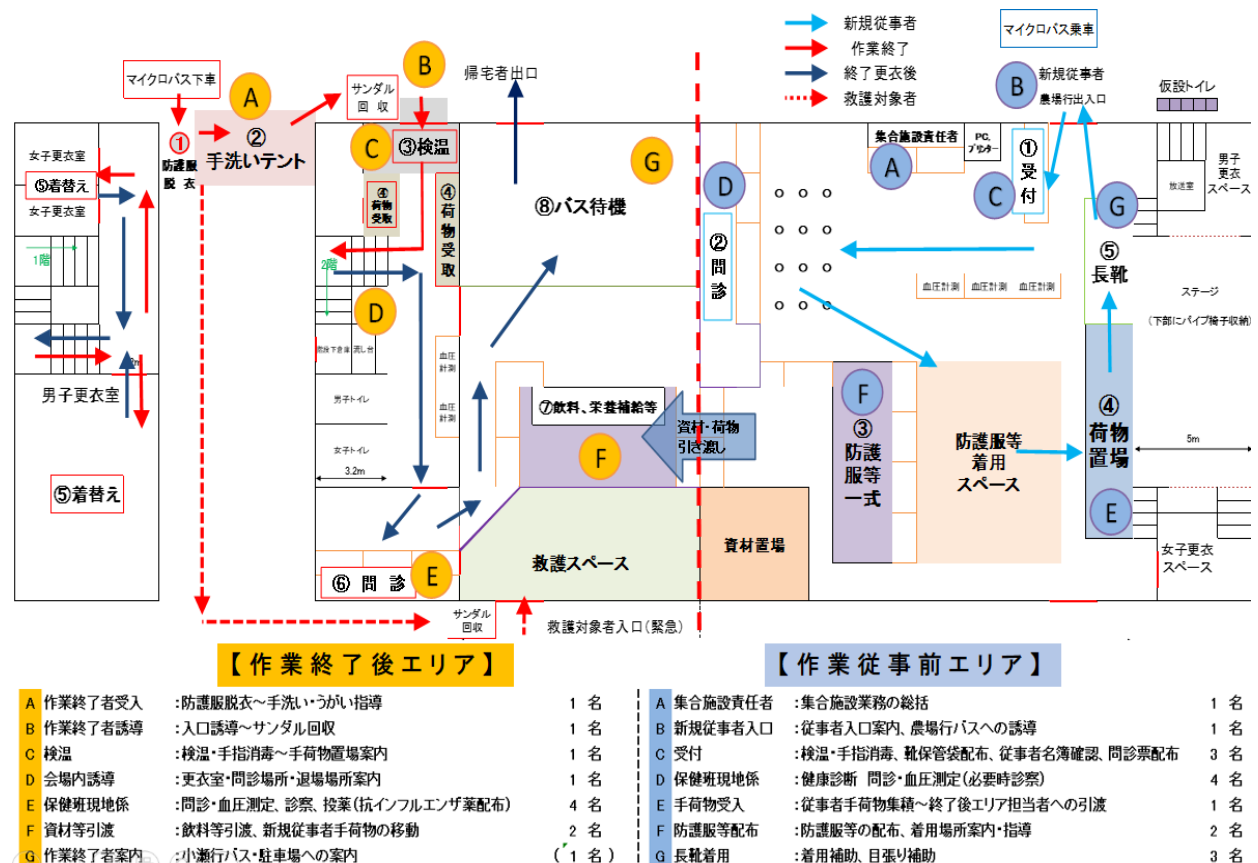 新規従事者
作業終了
終了更衣後
救護対象者
マイクロバス乗車
B
新規従事者
農場行出入口
仮設トイレ
マイクロバス下車
A
サンダル
回 収
B
帰宅者出口
①
防護服
脱 衣
②
手洗いテント
C
③検温
④
荷物
受取
④
荷
物
受
取
G
⑧バス待機
女子更衣室
⑤着替え
女子更衣室
1階
2階
D
男子更衣室
⑤着替え
流し台
男子トイレ
女子トイレ
3.2m
血圧
計測
血圧
計測
⑦飲料、栄養補給等
F
資材・荷物
引き渡し
⑥ 問 診
E
救護スペース
サンダル
回収
救護対象者入口(緊急)
D
②
問
診
集合施設責任者
A
PC、
プリンター
①
受
付
C
血圧計測
血圧計測
血圧計測
G
⑤
長靴
放送室
男子
更衣
スペース
ステージ
(下部にパイプ椅子収納)
F
③
防護
服等
一式
防護服等
着用
スペース
④
荷物
置場
E
5m
女子更衣
スペース
資材置場
【作業終了後エリア】
A 作業終了者受入 :防護服脱衣～手洗い・うがい指導 1 名
B 作業終了者誘導 :入口誘導～サンダル回収 1 名
C 検温 :検温・手指消毒～手荷物置場案内 1 名
D 会場内誘導 :更衣室・問診場所・退場場所案内 1 名
E 保健班現地係 :問診・血圧測定、診察、投薬(抗インフルエンザ薬配布) 4 名
F 資材等引渡 :飲料等引渡、新規従事者手荷物の移動 2 名
G 作業終了者案内 :小瀬行バス・駐車場への案内 (1 名)
【作業従事前エリア】
A 集合施設責任者 :集合施設業務の総括 1 名
B 新規従事者入口 :従事者入口案内、農場行バスへの誘導 1 名
C 受付 :検温・手指消毒、靴保管袋配布、従事者名簿確認、問診票配布 3 名
D 保健班現地係 :健康診断 問診・血圧測定(必要時診察) 4 名
E 手荷物受入 :従事者手荷物集積～終了後エリア担当者への引渡 1 名
F 防護服等配布 :防護服等の配布、着用場所案内・指導 2 名
G 長靴着用 :着用補助、目張り補助 3 名